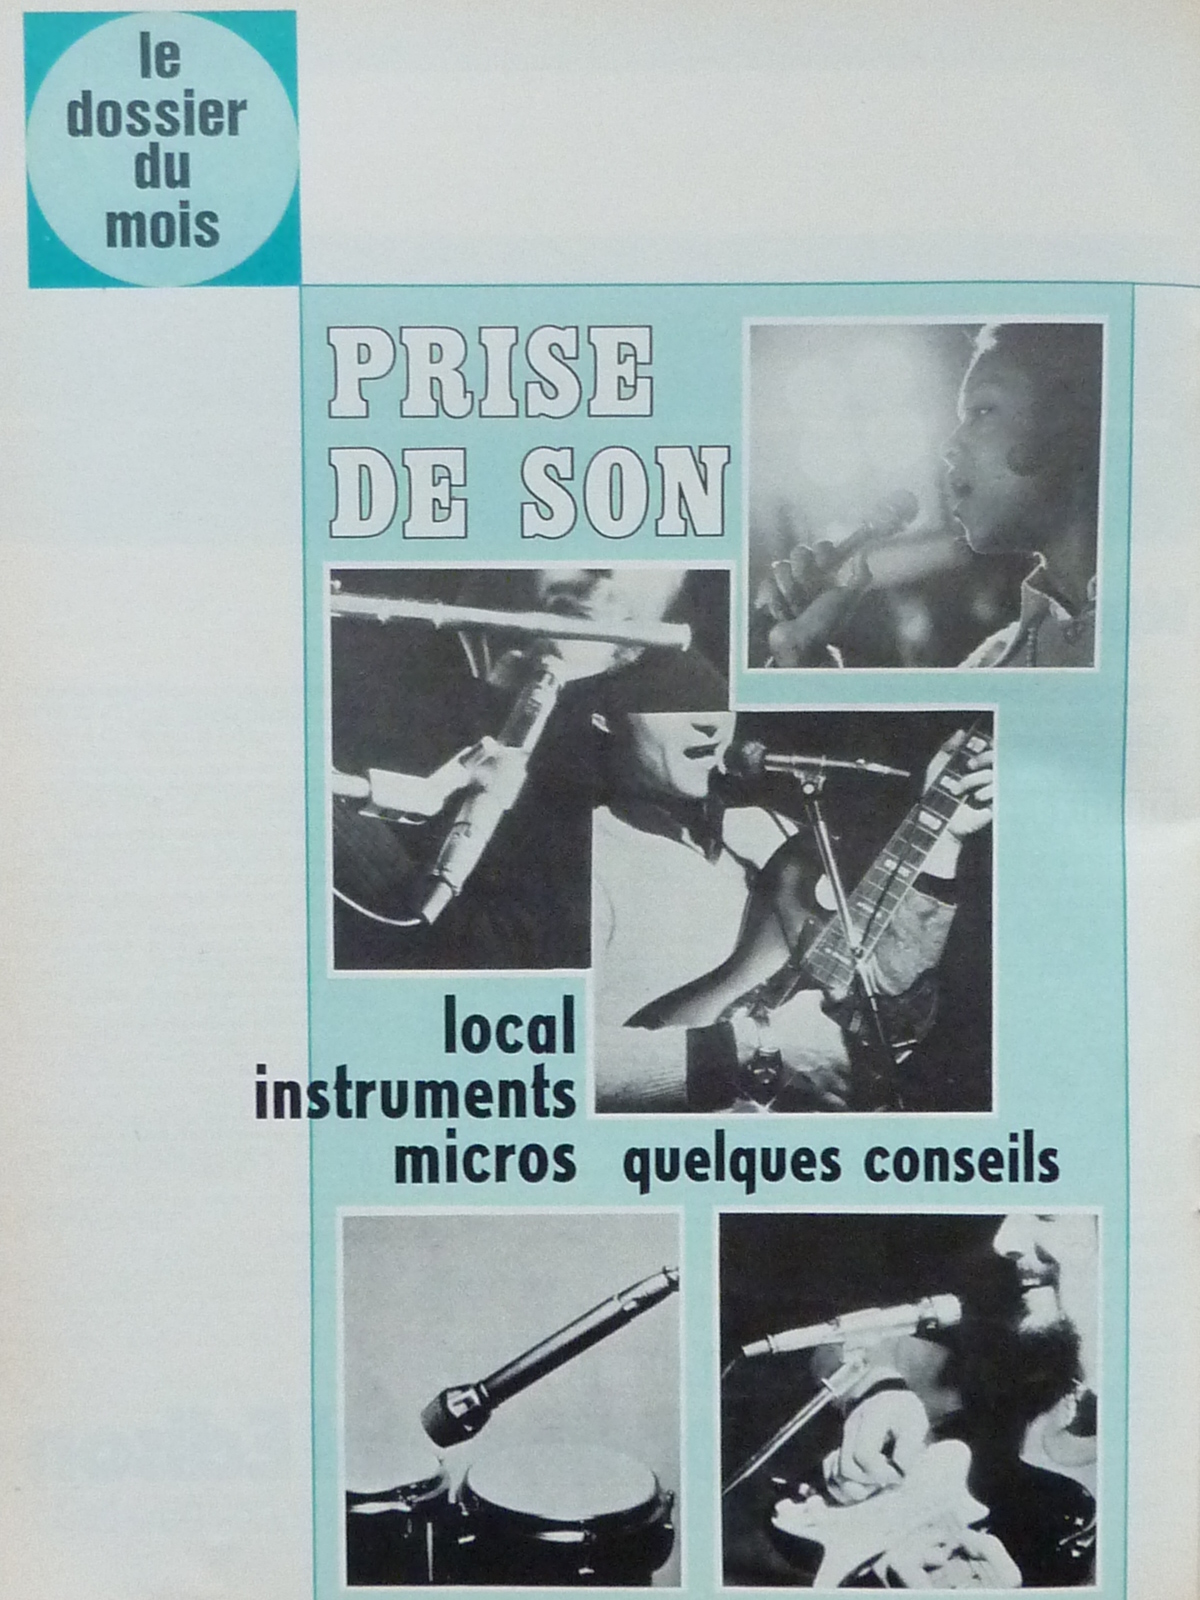 le
dossier
du
mois
PRISE
DE SON
local
instruments
micros quelques conseils